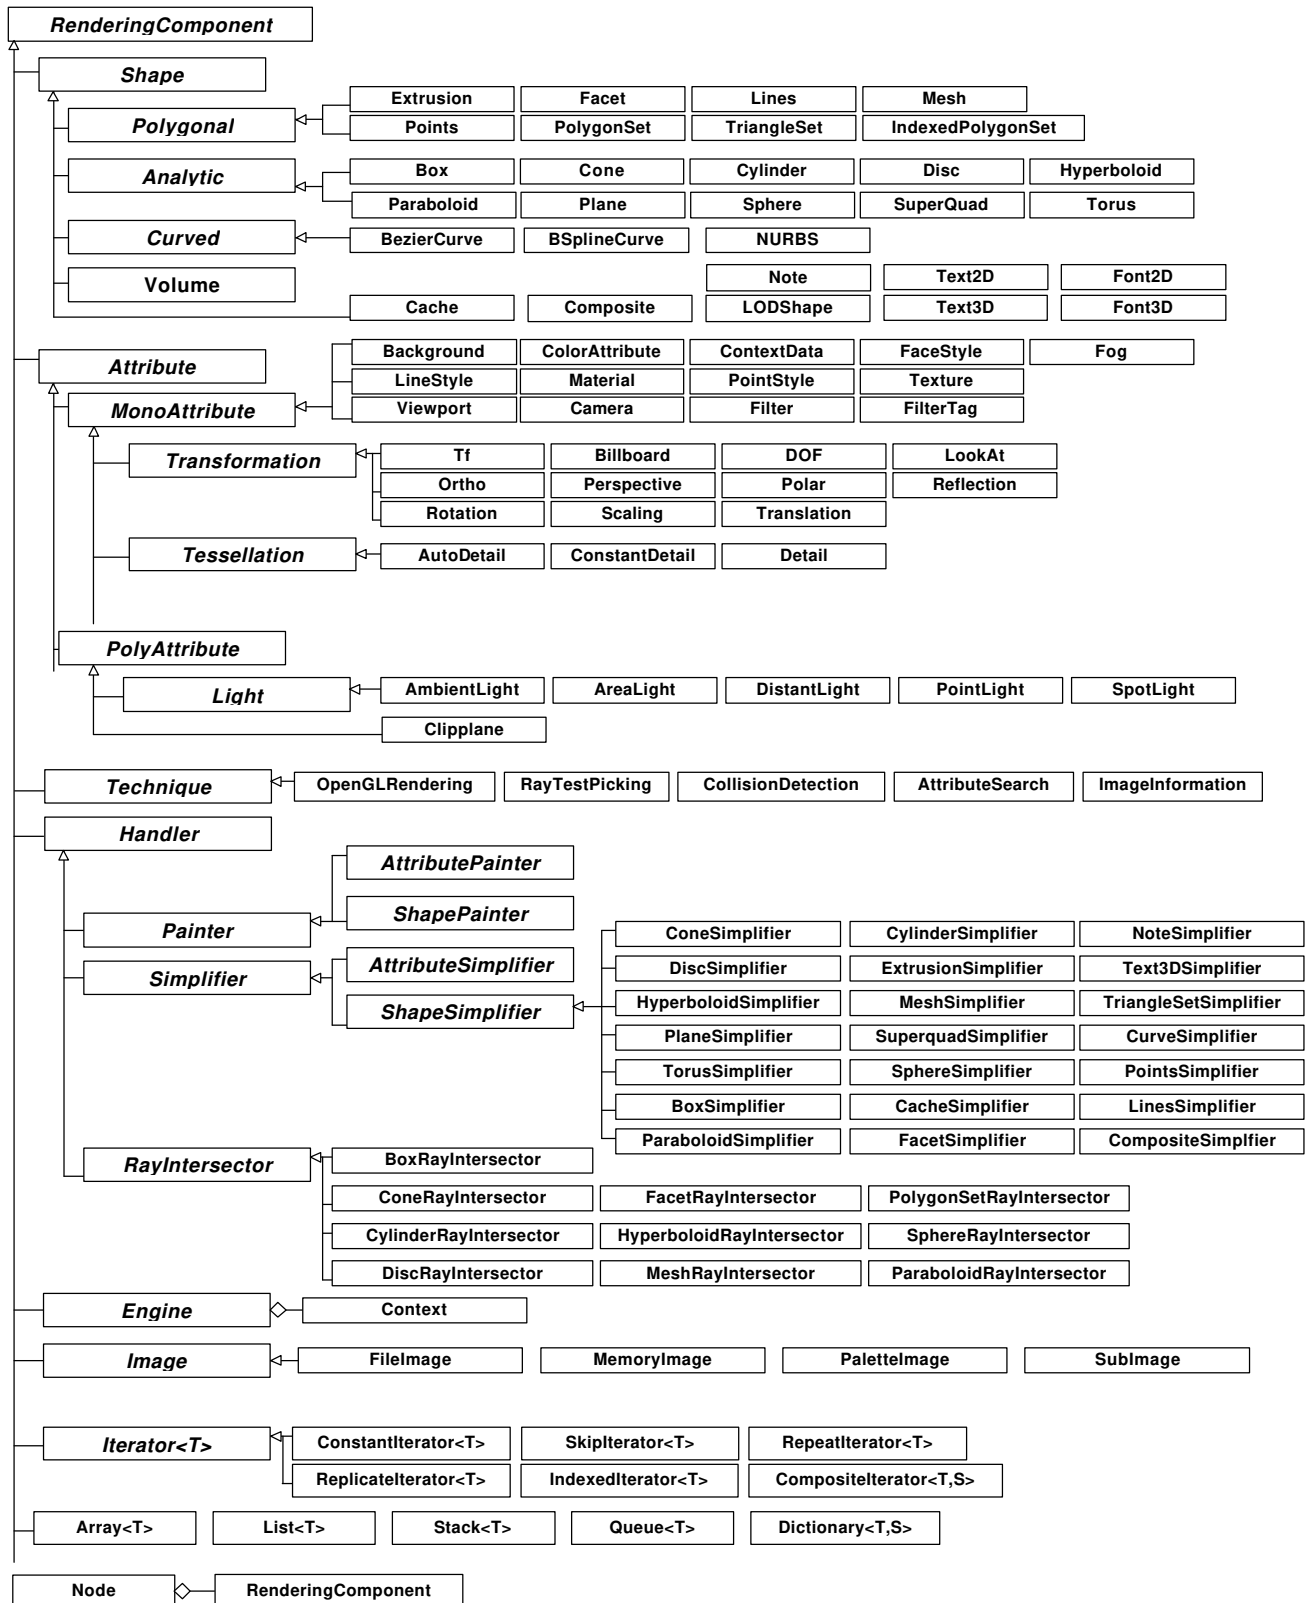 RenderingComponent
Shape
Extrusion Facet Lines Mesh
Polygonal
Points PolygonSet TriangleSet IndexedPolygonSet
Analytic
Box Cone Cylinder Disc Hyperboloid
Paraboloid Plane Sphere SuperQuad Torus
Curved
BezierCurve BSplineCurve NURBS
Volume
Note Text2D Font2D
Cache Composite LODShape Text3D Font3D
Attribute
Background ColorAttribute ContextData FaceStyle Fog
LineStyle Material PointStyle Texture
MonoAttribute
Viewport Camera Filter FilterTag
Transformation
Tf Billboard DOF LookAt
Ortho Perspective Polar Reflection
Rotation Scaling Translation
Tessellation
AutoDetail ConstantDetail Detail
PolyAttribute
Light
AmbientLight AreaLight DistantLight PointLight SpotLight
Clipplane
Technique
OpenGLRendering RayTestPicking CollisionDetection AttributeSearch ImageInformation
Handler
AttributePainter
ShapePainter
Painter
ConeSimplifier CylinderSimplifier NoteSimplifier
Simplifier
AttributeSimplifier
DiscSimplifier ExtrusionSimplifier Text3DSimplifier
ShapeSimplifier
HyperboloidSimplifier MeshSimplifier TriangleSetSimplifier
PlaneSimplifier SuperquadSimplifier CurveSimplifier
TorusSimplifier SphereSimplifier PointsSimplifier
BoxSimplifier CacheSimplifier LinesSimplifier
ParaboloidSimplifier FacetSimplifier CompositeSimplfier
RayIntersector
BoxRayIntersector
ConeRayIntersector FacetRayIntersector PolygonSetRayIntersector
CylinderRayIntersector HyperboloidRayIntersector SphereRayIntersector
DiscRayIntersector MeshRayIntersector ParaboloidRayIntersector
Engine
Context
Image
FileImage MemoryImage PaletteImage SubImage
Iterator<T>
ConstantIterator<T> SkipIterator<T> RepeatIterator<T>
ReplicateIterator<T> IndexedIterator<T> CompositeIterator<T,S>
Array<T> List<T> Stack<T> Queue<T> Dictionary<T,S>
Node RenderingComponent